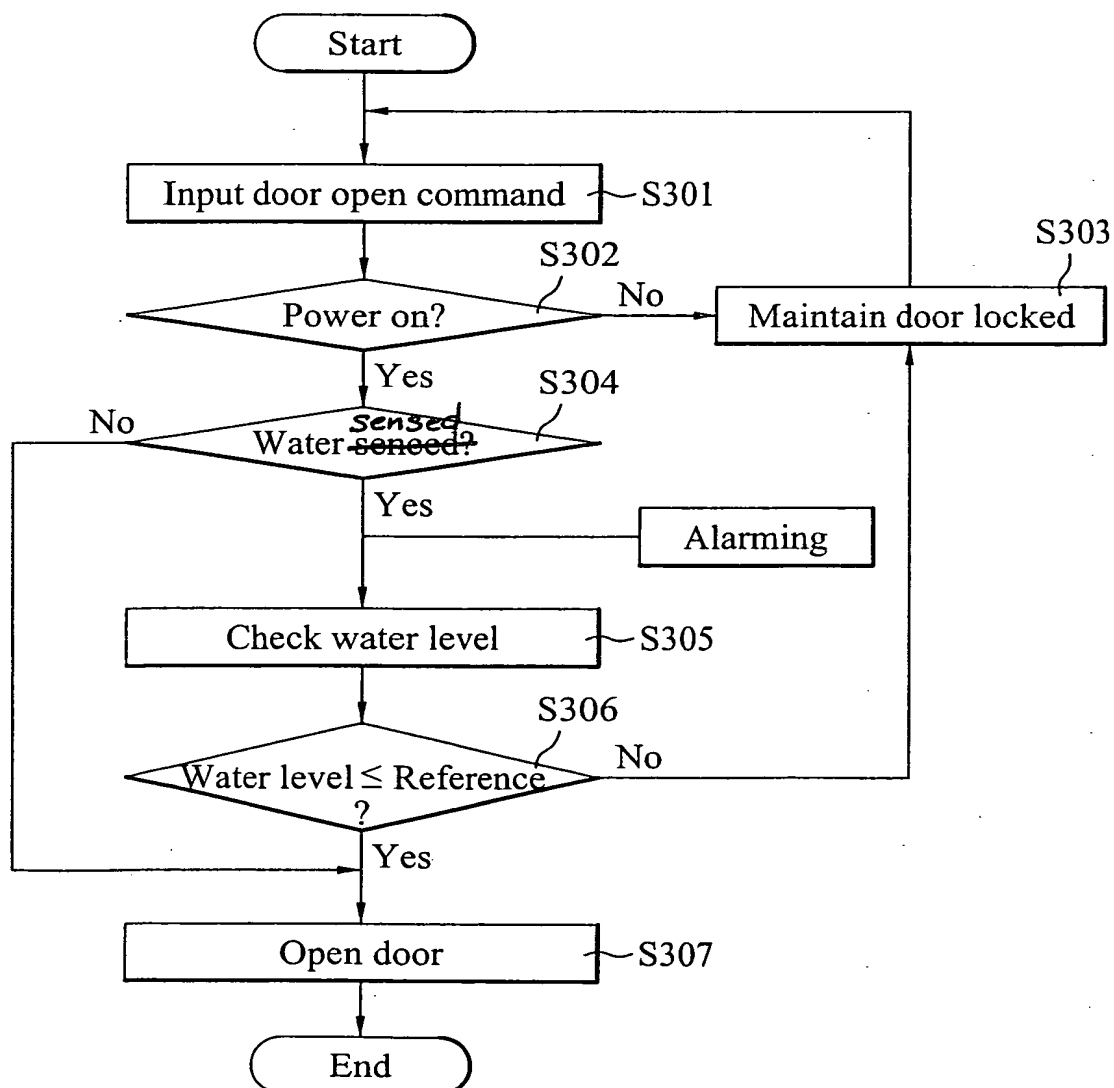 Start
Input door open command
S301
S302
Power on?
No
S303
Maintain door locked
Yes
S304
No
sensed
Water seneed?
Yes
Alarming
Check water level
S305
S306
Water level ≤ Reference
?
No
Yes
Open door
S307
End